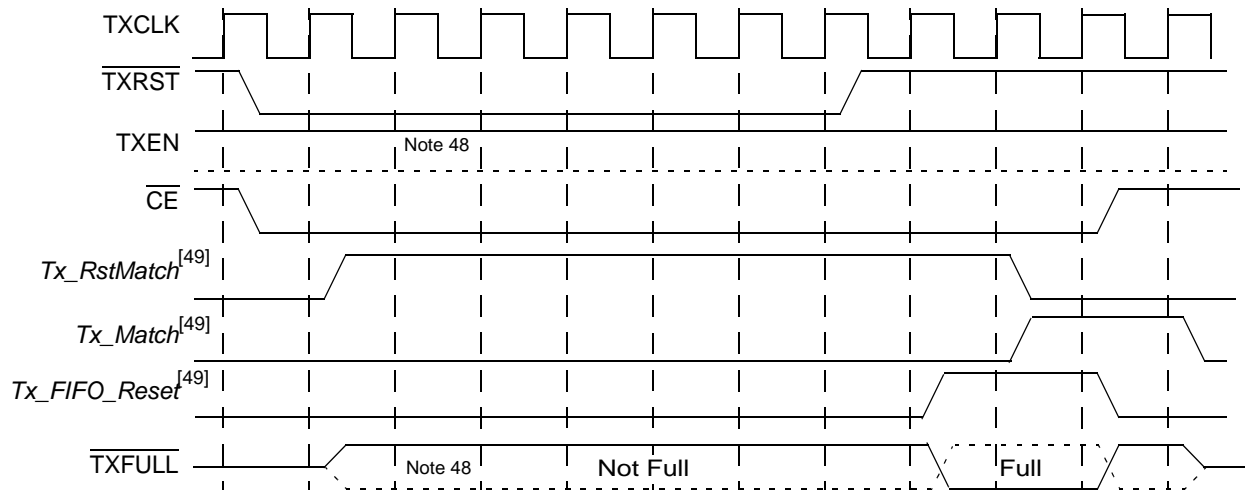 TXCLK
TXRST
TXEN
Note 48
CE
Tx_RstMatch[49]
Tx_Match[49]
Tx_FIFO_Reset[49]
TXFULL
Note 48
Not Full
Full